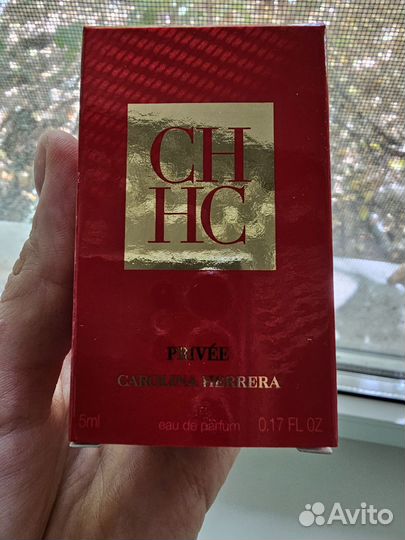 CH
HC
PRIVÉE
CAROLINA HERRERA
5ml eau de parfum 0.17 FL OZ
Avito